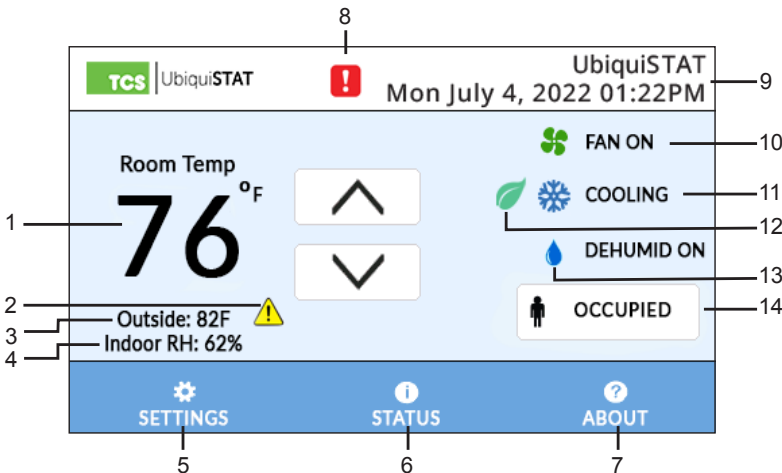 8
TCS UbiquiSTAT
!
UbiquiSTAT
Mon July 4, 2022 01:22PM
9
FAN ON
10
Room Temp
76°F
1
COOLING
11
12
DEHUMID ON
13
2
!
3
Outside: 82F
OCCUPIED
14
4
Indoor RH: 62%
i
?
SETTINGS
STATUS
ABOUT
5
6
7